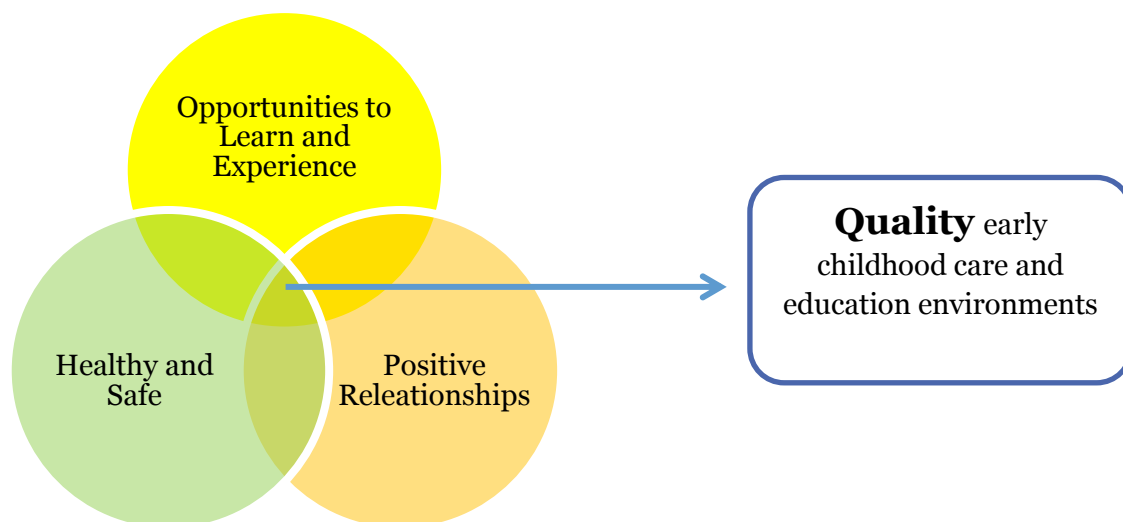 Opportunities to
Learn and
Experience
Healthy and
Safe
Positive
Releationships
Quality early
childhood care and
education environments